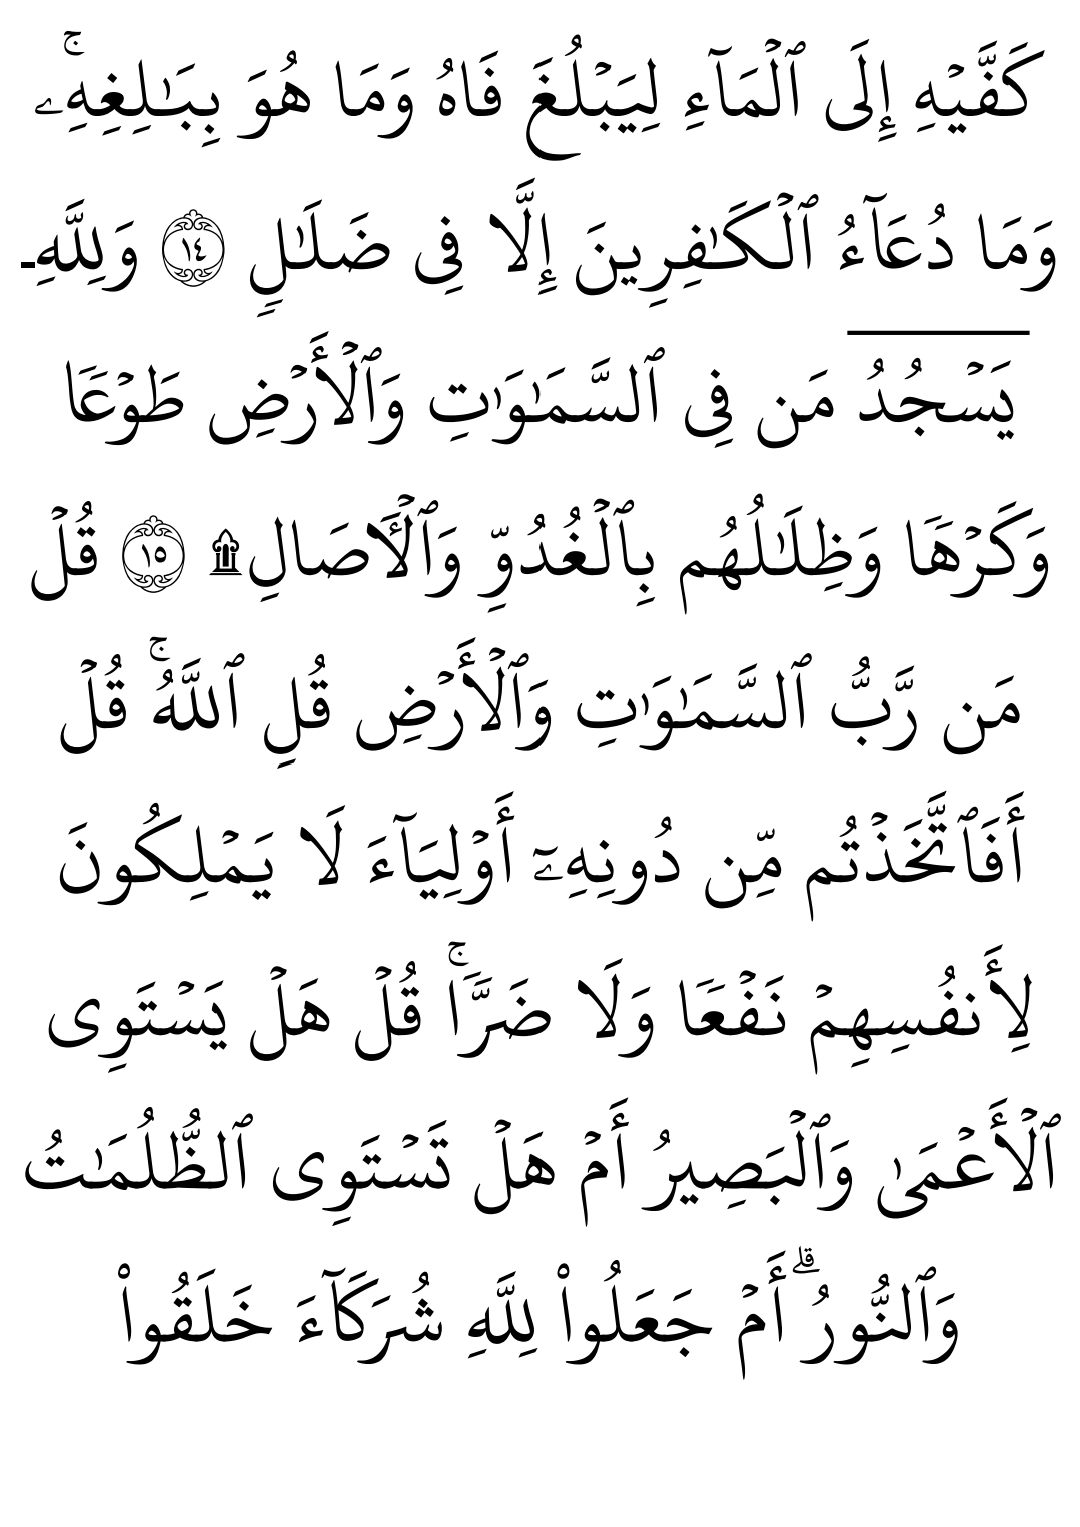 كَفَّيْهِ إِلَى ٱلْمَآءِ لِيَبْلُغَ فَاهُ وَمَا هُوَ بِبَـٰلِغِهِۦ ۚ
وَمَا دُعَآءُ ٱلْكَـٰفِرِينَ إِلَّا فِى ضَلَـٰلٍ ١٤ وَلِلَّهِ
يَسْجُدُ مَن فِى ٱلسَّمَـٰوَٰتِ وَٱلْأَرْضِ طَوْعًا
وَكَرْهًا وَظِلَـٰلُهُم بِٱلْغُدُوِّ وَٱلْـَٔاصَالِ ۩ ١٥ قُلْ
مَن رَّبُّ ٱلسَّمَـٰوَٰتِ وَٱلْأَرْضِ قُلِ ٱللَّهُ ۚ قُلْ
أَفَٱتَّخَذْتُم مِّن دُونِهِۦٓ أَوْلِيَآءَ لَا يَمْلِكُونَ
لِأَنفُسِهِمْ نَفْعًا وَلَا ضَرًّا ۚ قُلْ هَلْ يَسْتَوِى
ٱلْأَعْمَىٰ وَٱلْبَصِيرُ أَمْ هَلْ تَسْتَوِى ٱلظُّلُمَـٰتُ
وَٱلنُّورُ ۗ أَمْ جَعَلُوا۟ لِلَّهِ شُرَكَآءَ خَلَقُوا۟